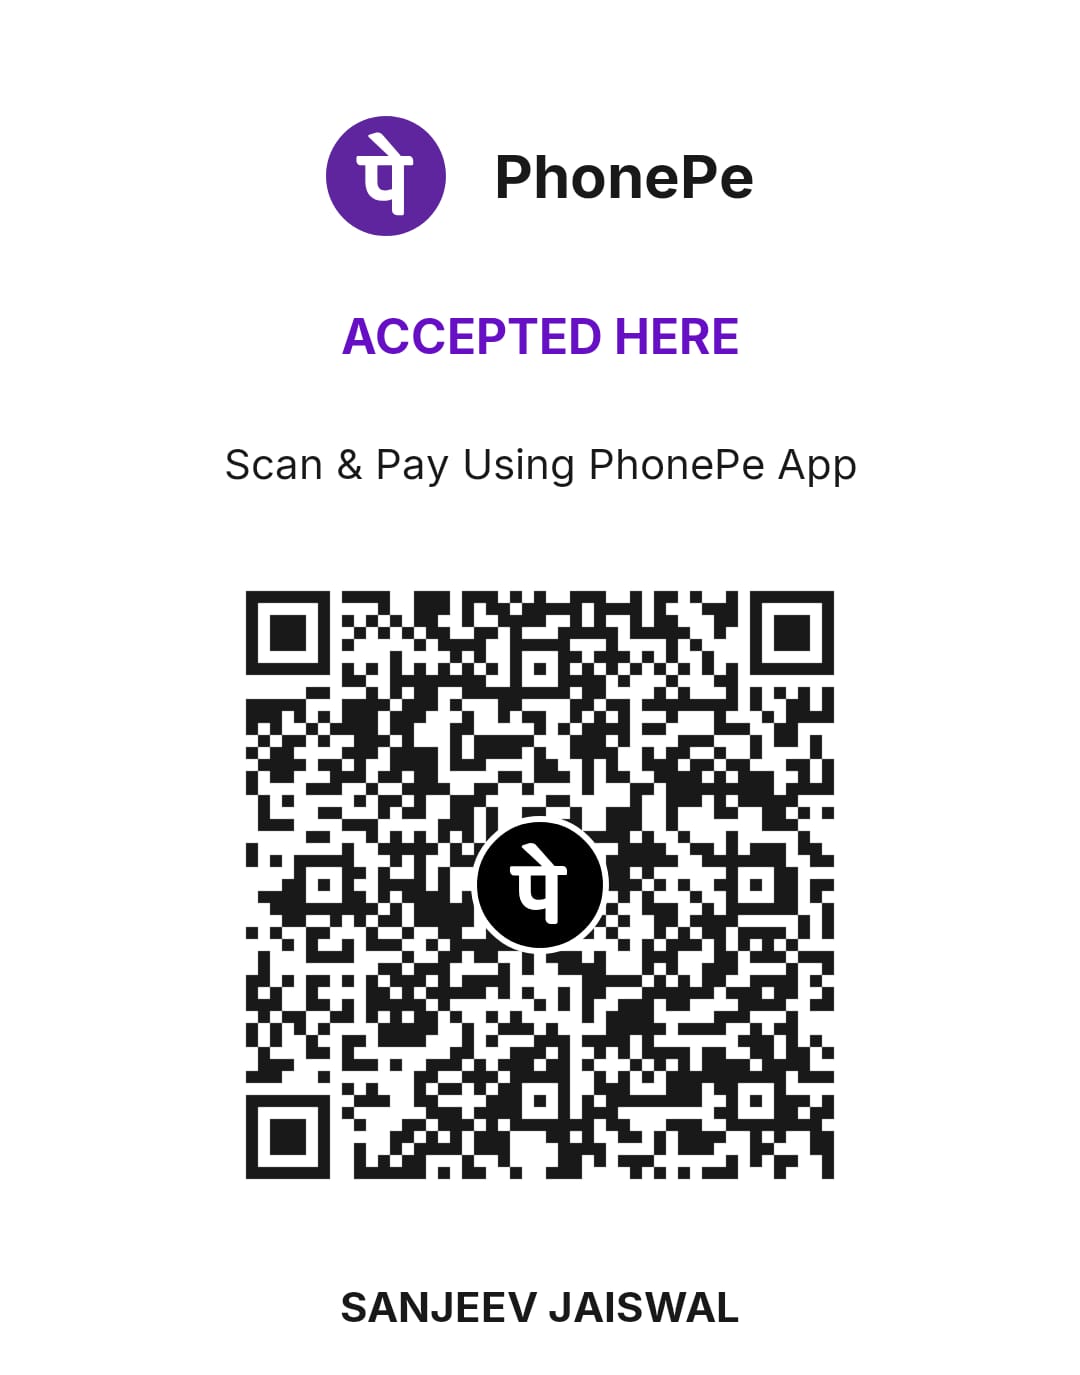 पे PhonePe
ACCEPTED HERE
Scan & Pay Using PhonePe App
पे
SANJEEV JAISWAL